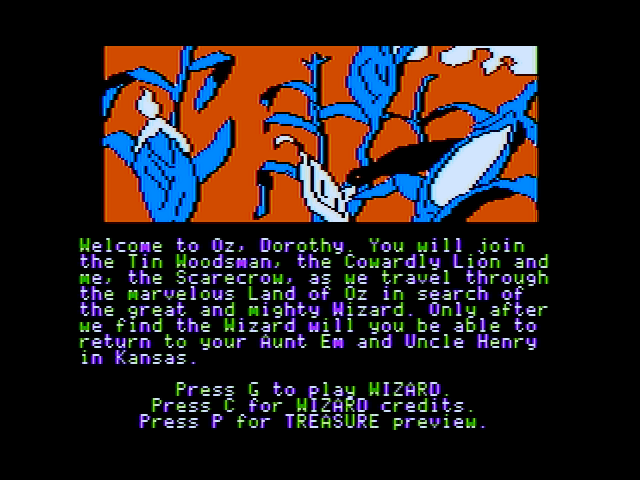 Welcome to Oz, Dorothy. You will join
the Tin Woodsman, the Cowardly Lion and
me, the Scarecrow, as we travel through
the marvelous Land of Oz in search of
the great and mighty Wizard. Only after
we find the Wizard will you be able to
return to your Aunt Em and Uncle Henry
in Kansas.
Press G to play WIZARD.
Press C for WIZARD credits.
Press P for TREASURE preview.